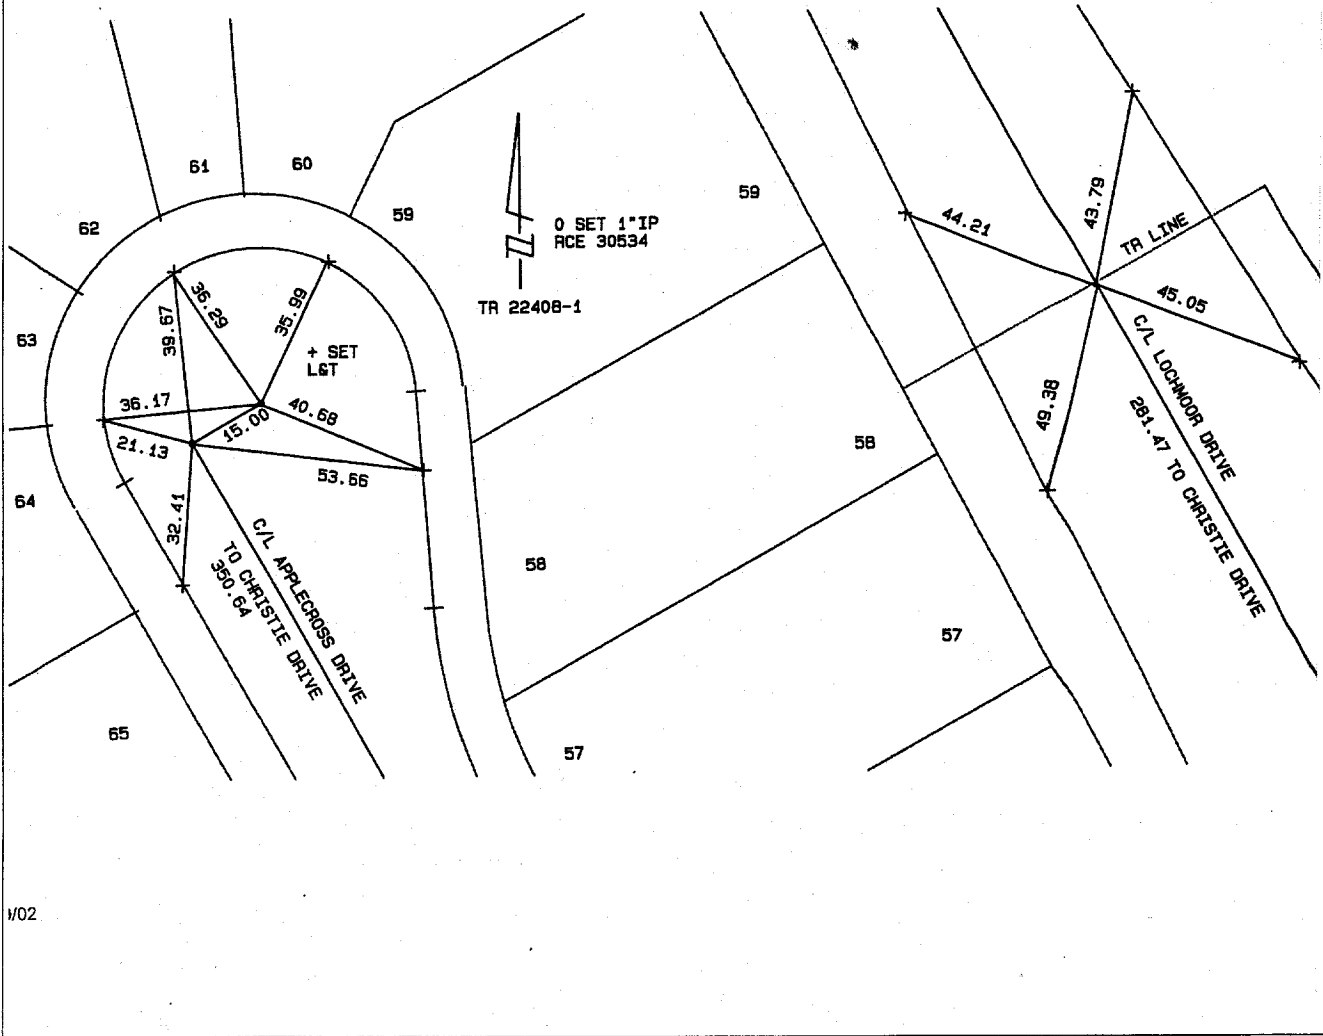 61
60
62
59
63
64
65
36.29
35.99
39.67
+ SET
L&T
36.17
15.00
40.68
21.13
53.66
32.41
C/L APPLECROSS DRIVE
TO CHRISTIE DRIVE
350.64
O SET 1"IP
RCE 30534
TR 22408-1
58
57
59
58
57
44.21
43.79
TR LINE
45.05
49.38
C/L LOCHMOOR DRIVE
281.47 TO CHRISTIE DRIVE
/02